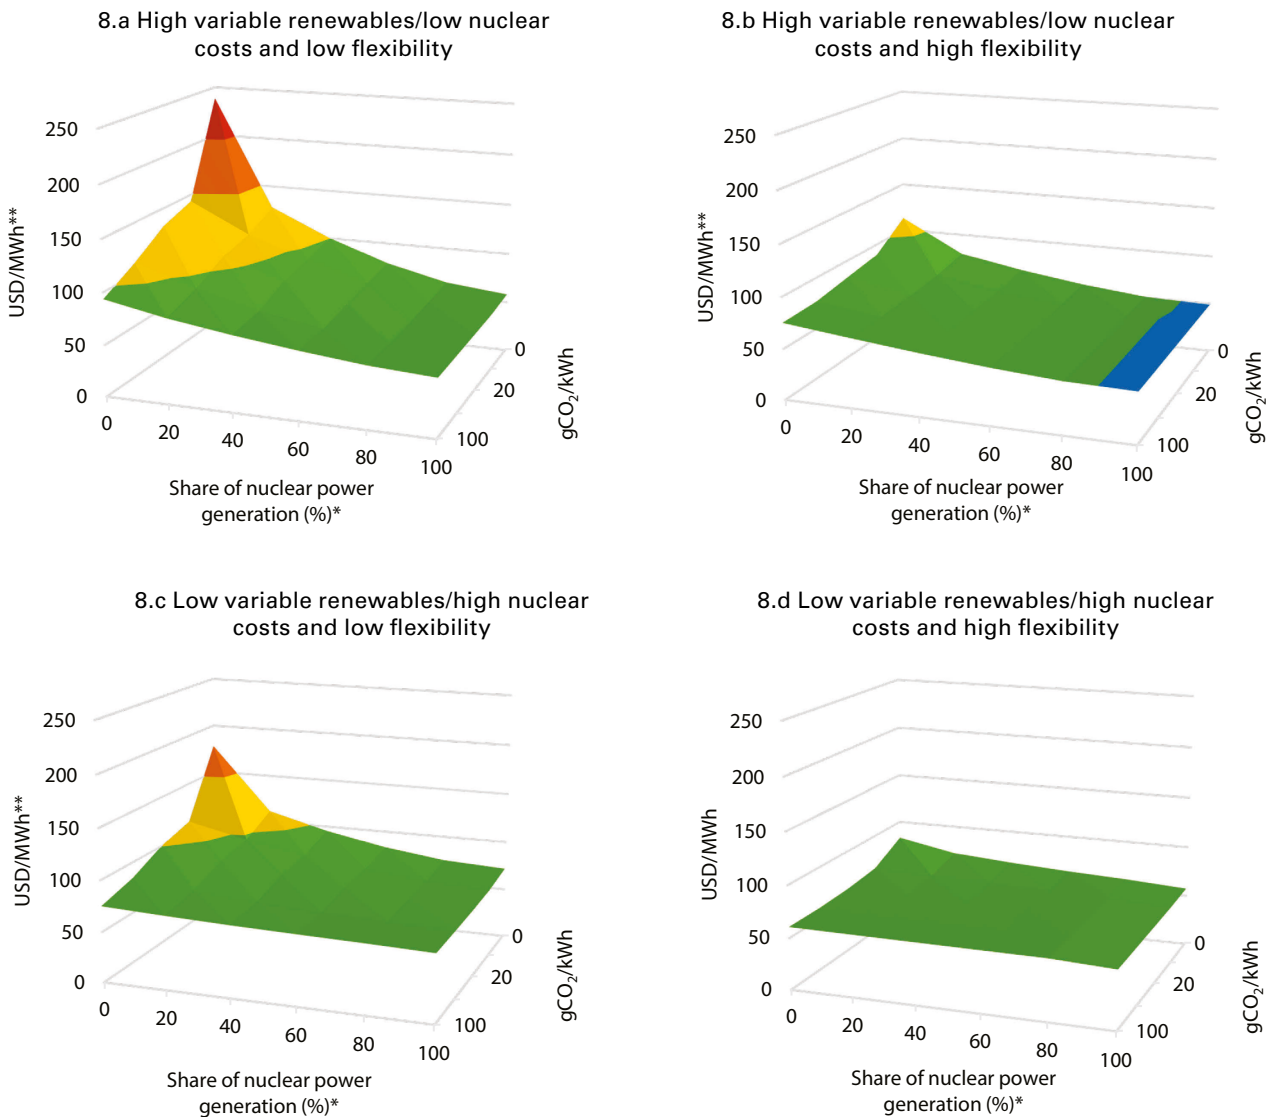 8.a High variable renewables/low nuclear
costs and low flexibility
250
200
150
100
50
0
USD/MWh**
0
20
40
60
80
100
Share of nuclear power
generation (%)*
0
20
100
gCO₂/kWh
8.b High variable renewables/low nuclear
costs and high flexibility
250
200
150
100
50
0
USD/MWh**
0
20
40
60
80
100
Share of nuclear power
generation (%)*
0
20
100
gCO₂/kWh
8.c Low variable renewables/high nuclear
costs and low flexibility
250
200
150
100
50
0
USD/MWh**
0
20
40
60
80
100
Share of nuclear power
generation (%)*
0
20
100
gCO₂/kWh
8.d Low variable renewables/high nuclear
costs and high flexibility
250
200
150
100
50
0
USD/MWh
0
20
40
60
80
100
Share of nuclear power
generation (%)*
0
20
100
gCO₂/kWh